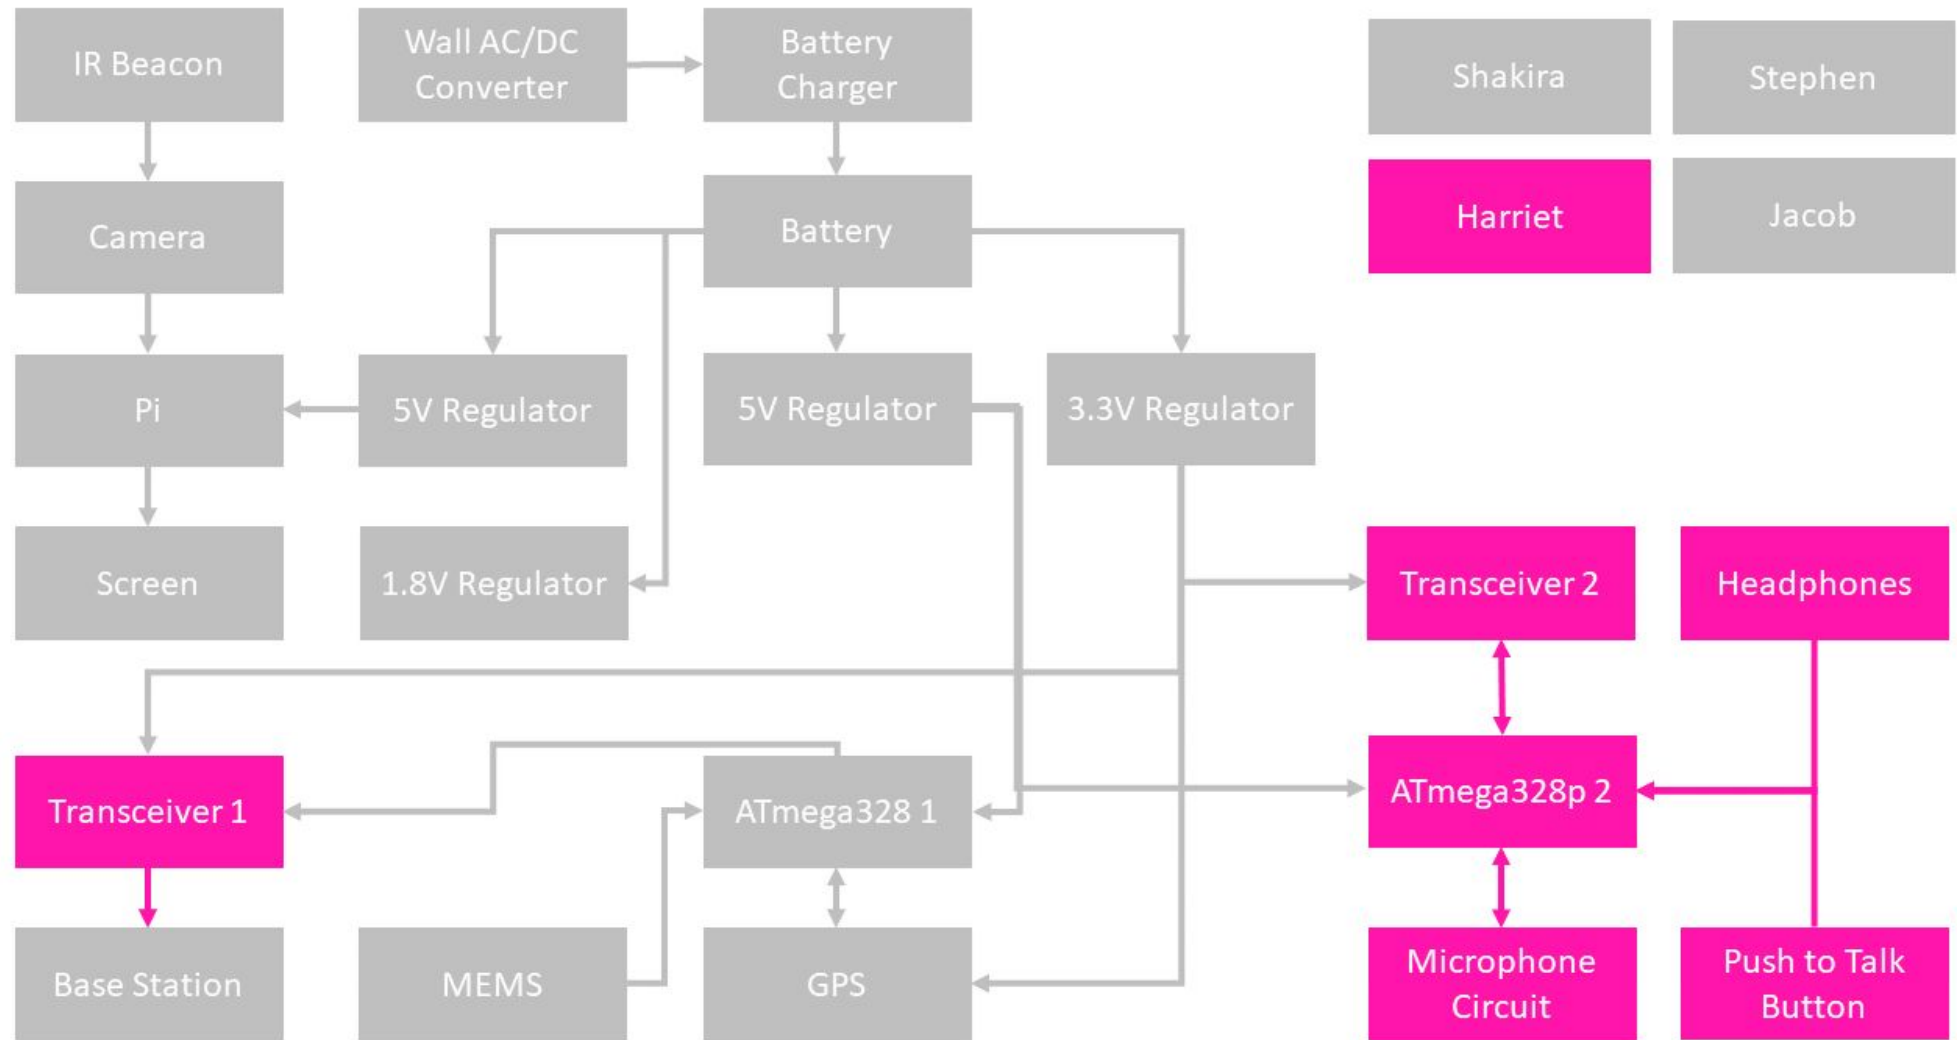 IR Beacon
Wall AC/DC
Converter
Battery
Charger
Shakira
Stephen
Harriet
Jacob
Camera
Battery
Pi
5V Regulator
5V Regulator
3.3V Regulator
Screen
1.8V Regulator
Transceiver 2
Headphones
Transceiver 1
ATmega328 1
ATmega328p 2
Base Station
MEMS
GPS
Microphone
Circuit
Push to Talk
Button